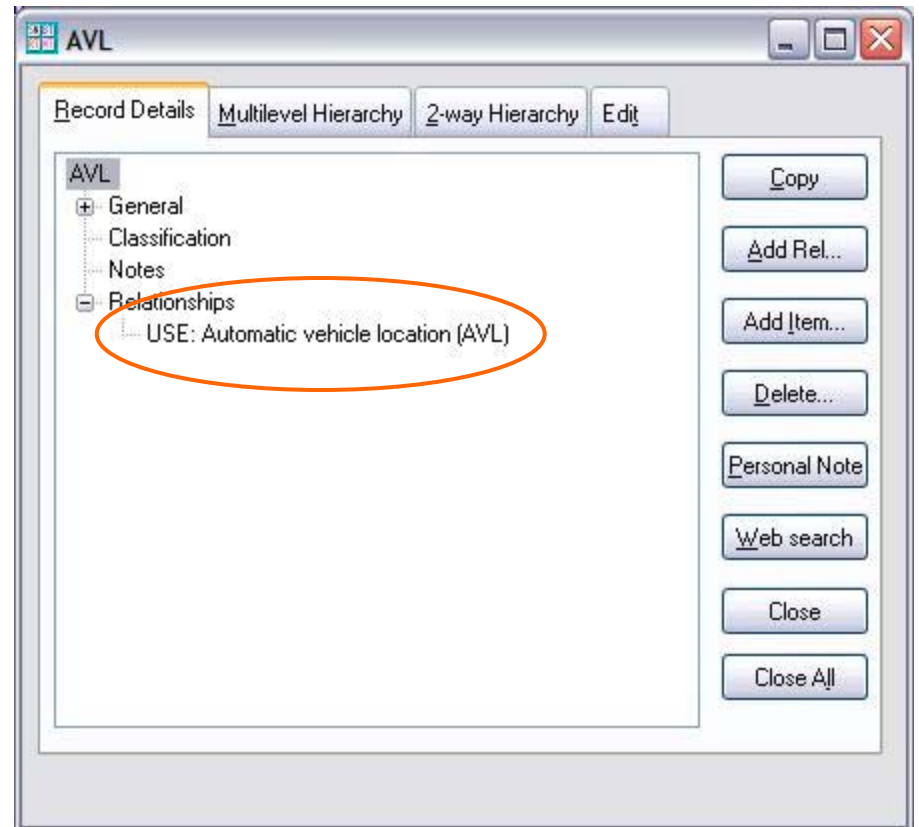 AVL
Record Details Multilevel Hierarchy 2-way Hierarchy Edit
AVL
General
Classification
Notes
Relationships
USE: Automatic vehicle location (AVL)
Copy
Add Rel...
Add Item...
Delete...
Personal Note
Web search
Close
Close All